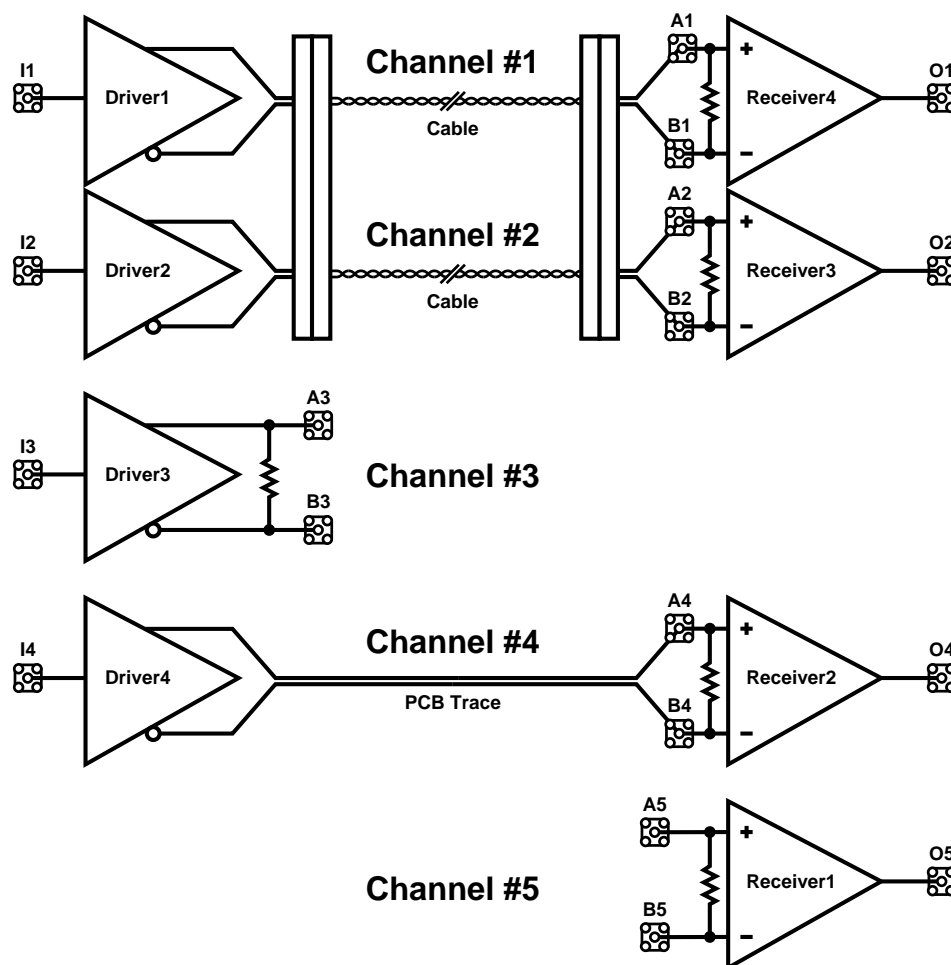 A1
I1
Driver1
Channel #1
Cable
B1
+
−
Receiver4
O1
A2
I2
Driver2
Channel #2
Cable
B2
+
−
Receiver3
O2
A3
I3
Driver3
B3
Channel #3
A4
I4
Driver4
Channel #4
PCB Trace
B4
+
−
Receiver2
O4
A5
Channel #5
B5
+
−
Receiver1
O5